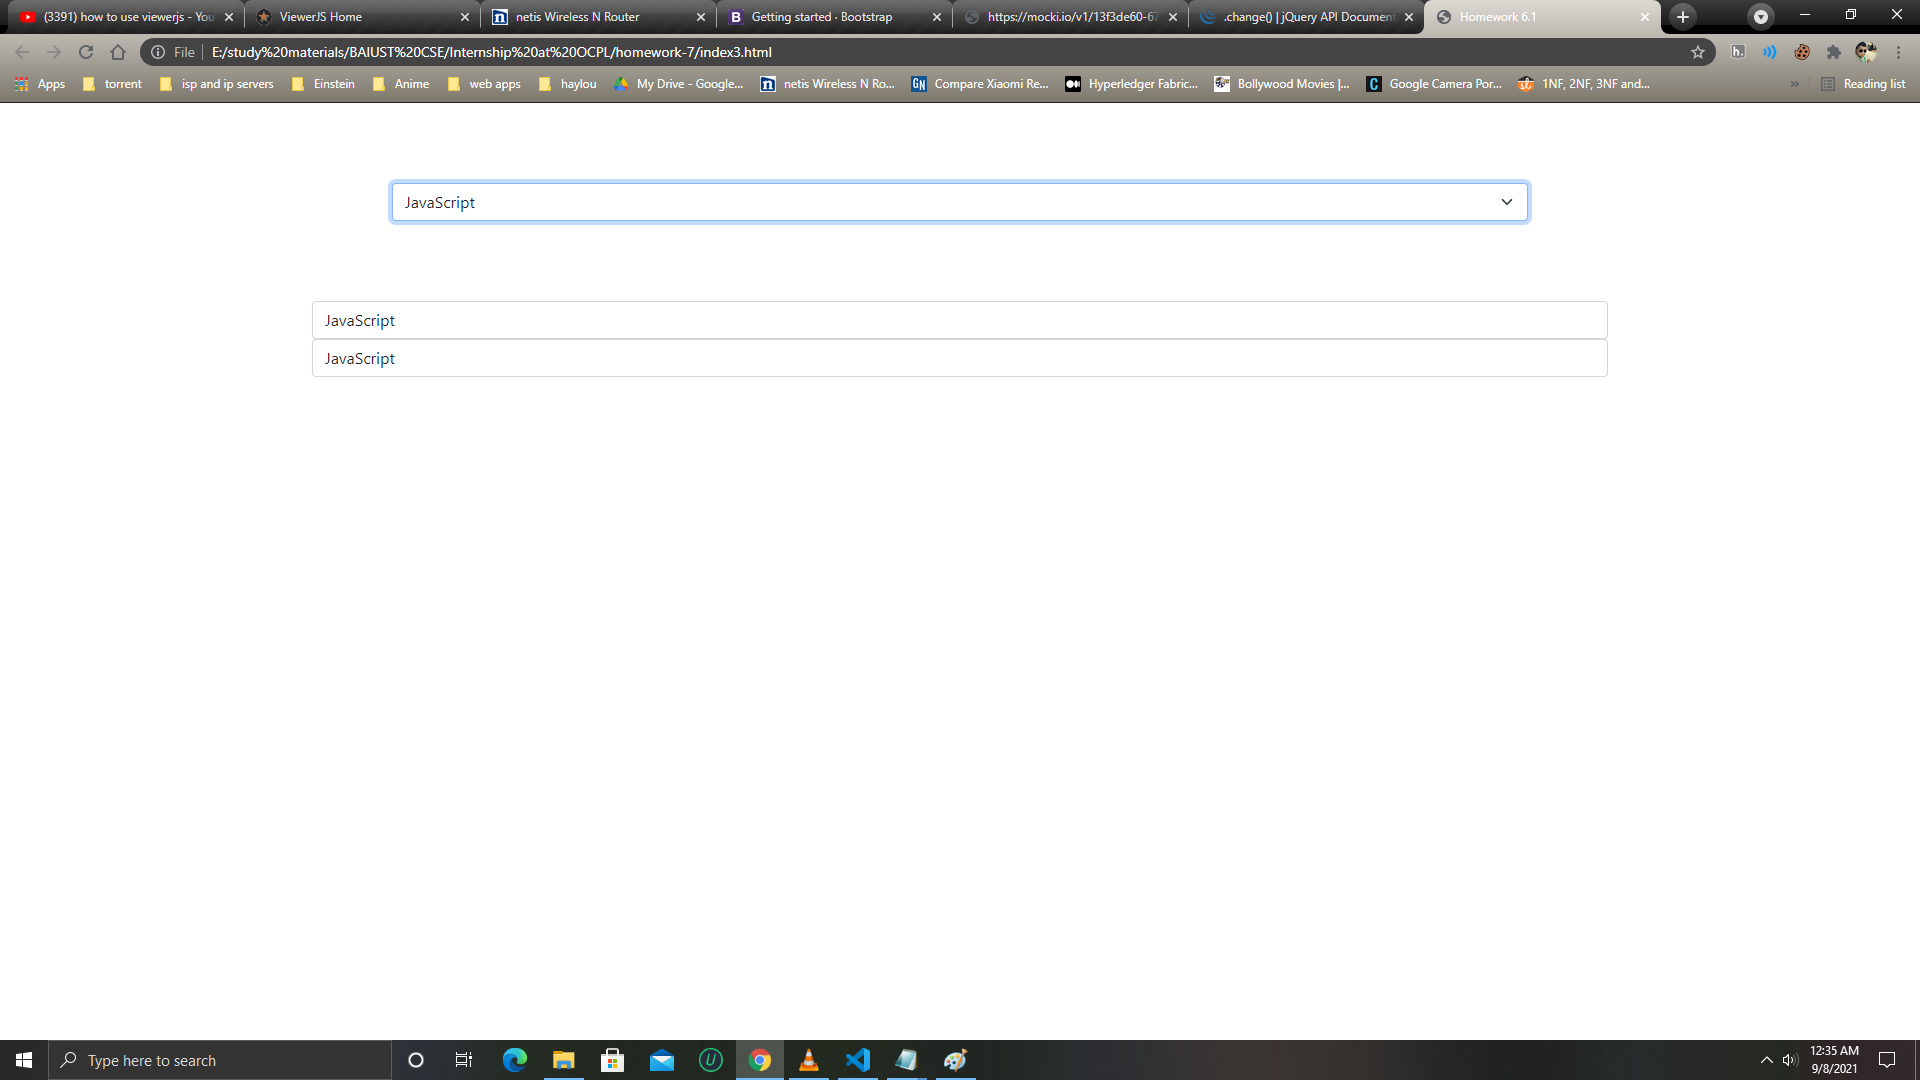 (3391) how to use viewerjs - You
ViewerJS Home
netis Wireless N Router
Getting started · Bootstrap
https://mocki.io/v1/13f3de60-67
.change() | jQuery API Document
Homework 6.1
File
E:/study%20materials/BAIUST%20CSE/Internship%20at%20OCPL/homework-7/index3.html
Apps
torrent
isp and ip servers
Einstein
Anime
web apps
haylou
My Drive - Google...
netis Wireless N Ro...
Compare Xiaomi Re...
Hyperledger Fabric...
Bollywood Movies |...
Google Camera Por...
1NF, 2NF, 3NF and...
»
Reading list
JavaScript
JavaScript
JavaScript
Type here to search
12:35 AM
9/8/2021